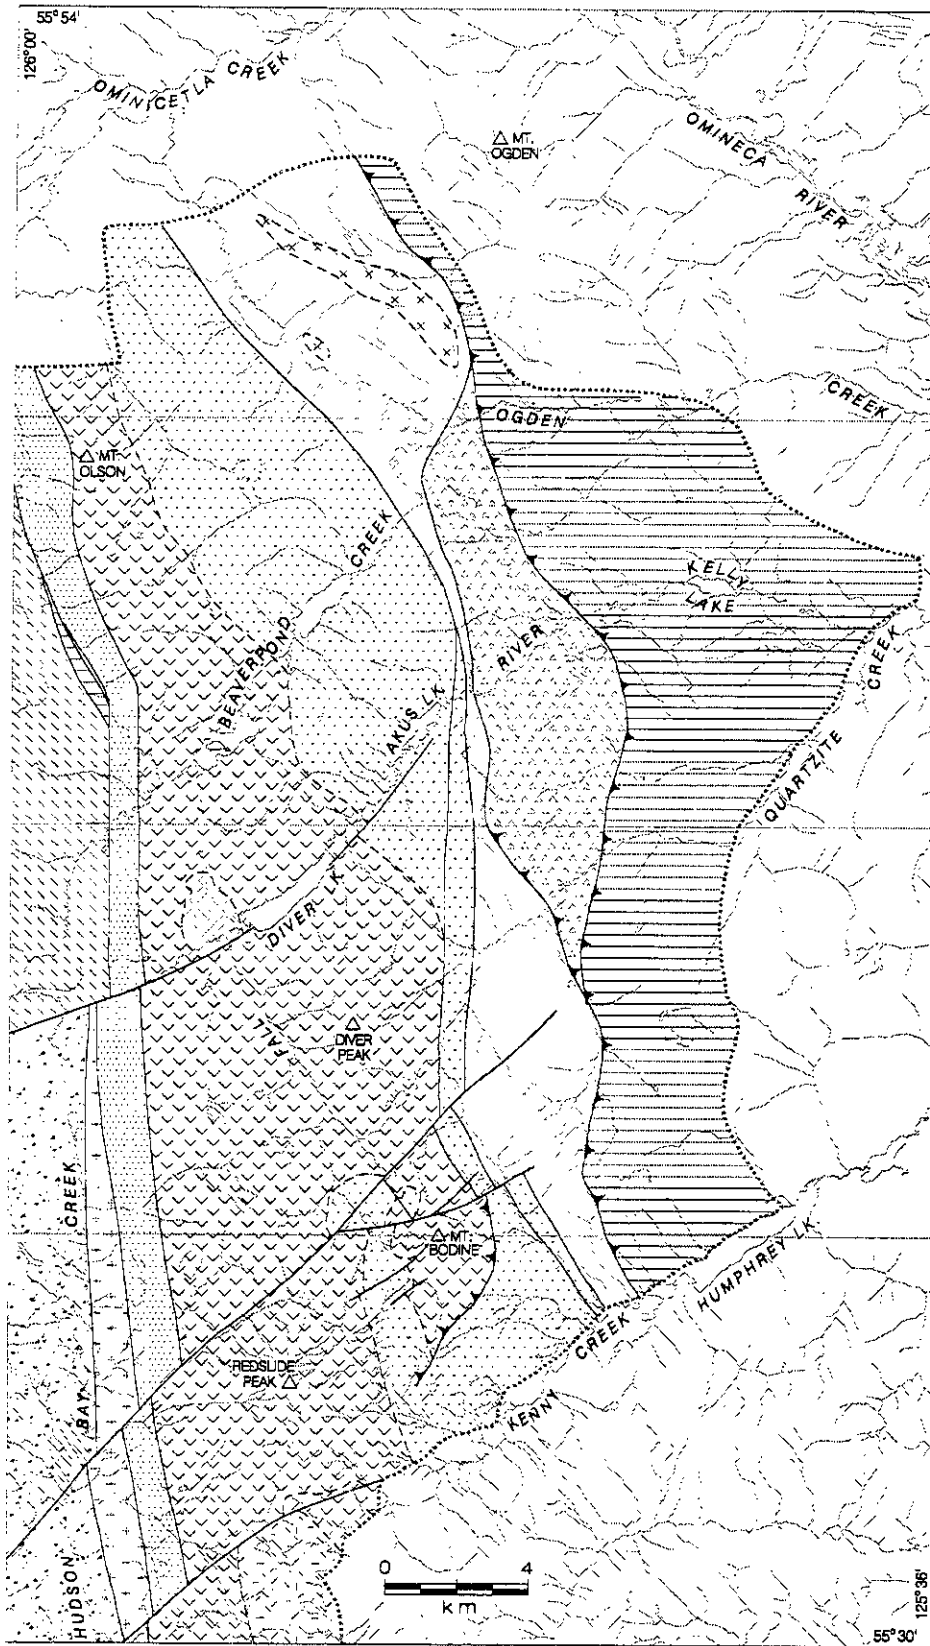 55°54'
126°00'
OMINICETLA CREEK
△ MT.
OGDEN
OMINECA
RIVER
CREEK
OGDEN
△ MT.
OLSON
CREEK
BEAVERPOND
KELLY
LAKE
RIVER
AKUS LK
CREEK
QUARTZITE
DIVER LK
FALL
DIVER
PEAK
CREEK
MT.
BODINE
HUMPHREY LK
REDSLIDE
PEAK
CREEK
KENNY
BAY
HUDSON
0 4
km
125°36'
55°30'